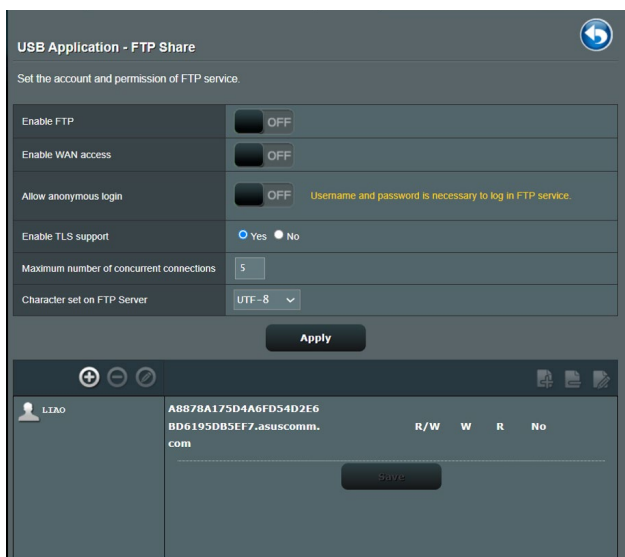 USB Application - FTP Share
Set the account and permission of FTP service.
Enable FTP OFF
Enable WAN access OFF
Allow anonymous login OFF Username and password is necessary to log in FTP service.
Enable TLS support Yes No
Maximum number of concurrent connections 5
Character set on FTP Server UTF-8
Apply
LIAO
A8878A175D4A6FD54D2E6
BD6195DB5EF7.asuscomm. R/W W R No
com
Save